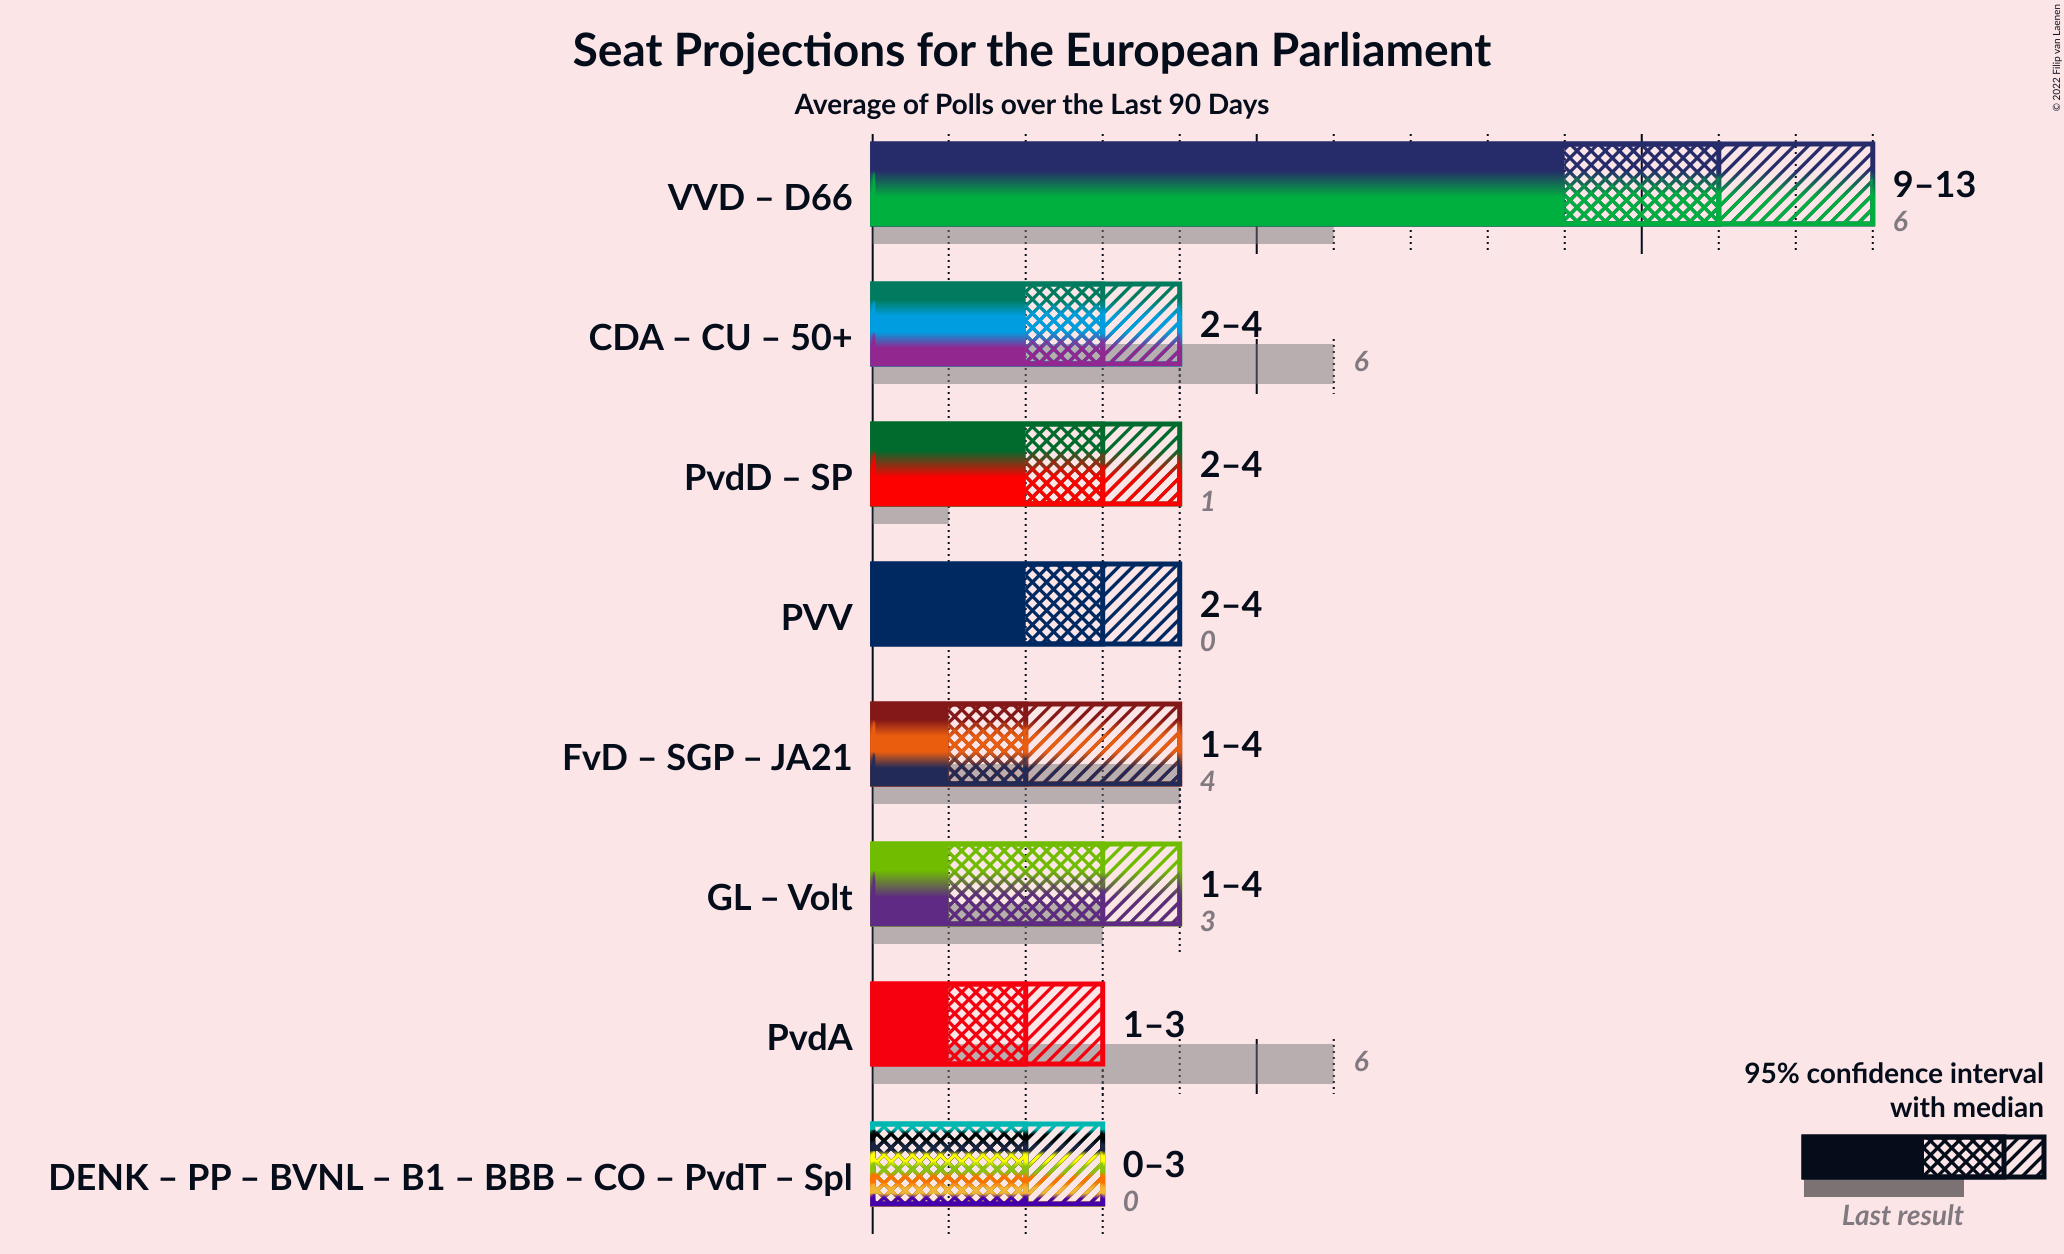 Seat Projections for the European Parliament
Average of Polls over the Last 90 Days
© 2022 Filip van Laenen
VVD – D66
9–13
6
CDA – CU – 50+
2–4
6
PvdD – SP
2–4
1
PVV
2–4
0
FvD – SGP – JA21
1–4
4
GL – Volt
1–4
3
PvdA
1–3
6
DENK – PP – BVNL – B1 – BBB – CO – PvdT – Spl
0–3
0
95% confidence interval
with median
Last result